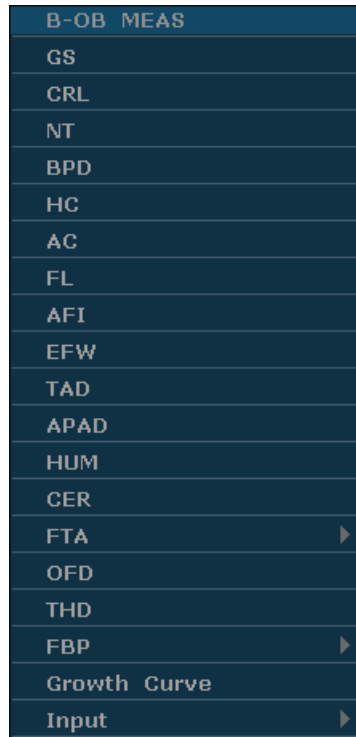 B-OB MEAS
GS
CRL
NT
BPD
HC
AC
FL
AFI
EFW
TAD
APAD
HUM
CER
FTA
OFD
THD
FBP
Growth Curve
Input